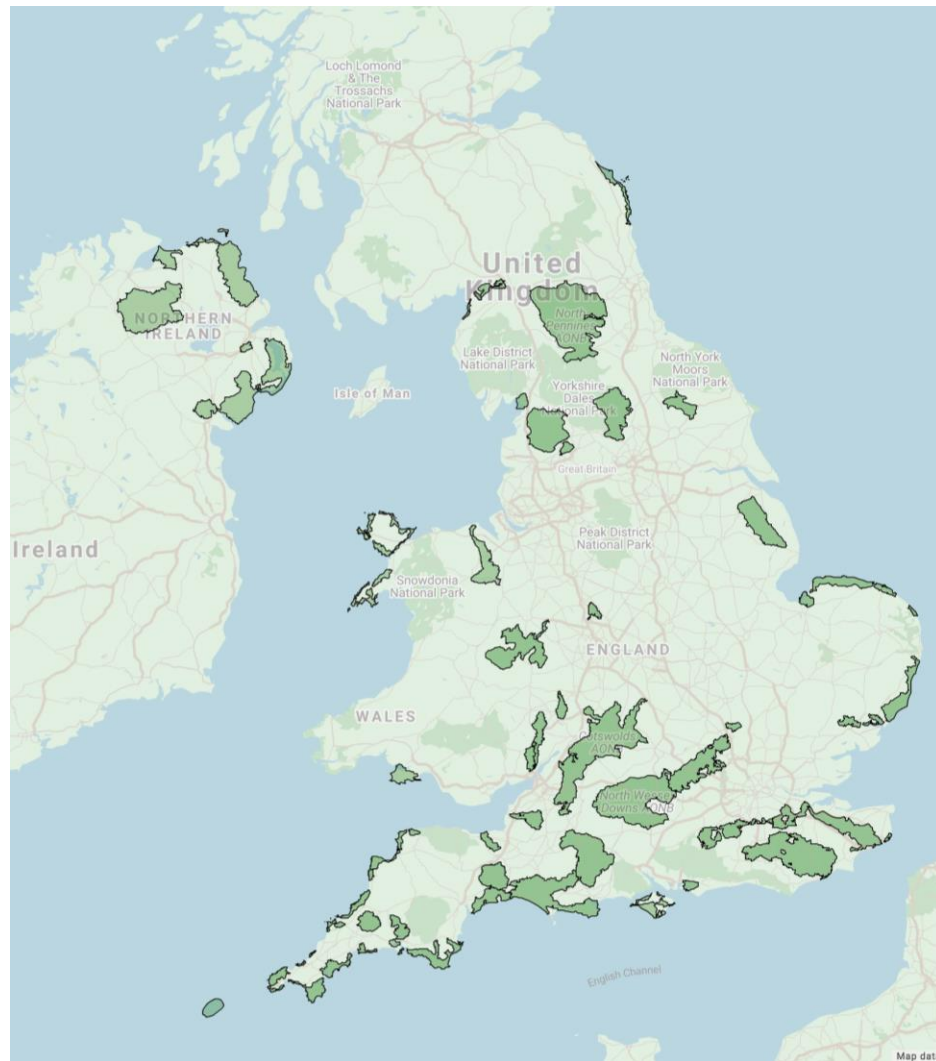 Loch Lomond
& The
Trossachs
National Park
United
Kingdom
North
Pennines
AONB
NORTHERN
IRELAND
Lake District
National Park
North York
Moors
National Park
Isle of Man
Yorkshire
Dales
National Park
Great Britain
Ireland
Peak District
National Park
Snowdonia
National Park
ENGLAND
WALES
Cotswolds
AONB
North Wessex
Downs AONB
English Channel
Map dat